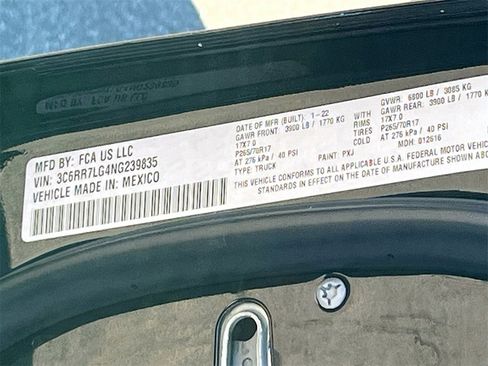 MFD BY: FCA US LLC
VIN: 3C6RR7LG4NG239835
VEHICLE MADE IN: MEXICO
DATE OF MFR (BUILT): 1-22
GAWR FRONT: 3900 LB / 1770 KG
17X7.0 RIMS
P265/70R17
AT 276 kPa / 40 PSI
TYPE: TRUCK
PAINT: PXJ
GVWR: 6800 LB / 3085 KG
GAWR REAR: 3900 LB / 1770 KG
17X7.0 RIMS
P265/70R17
AT 276 kPa / 40 PSI
MDH: 012616
THIS VEHICLE CONFORMS TO ALL APPLICABLE U.S.A. FEDERAL MOTOR VEHICLE
STANDARDS IN EFFECT ON THE DATE OF MANUFACTURE SHOWN ABO